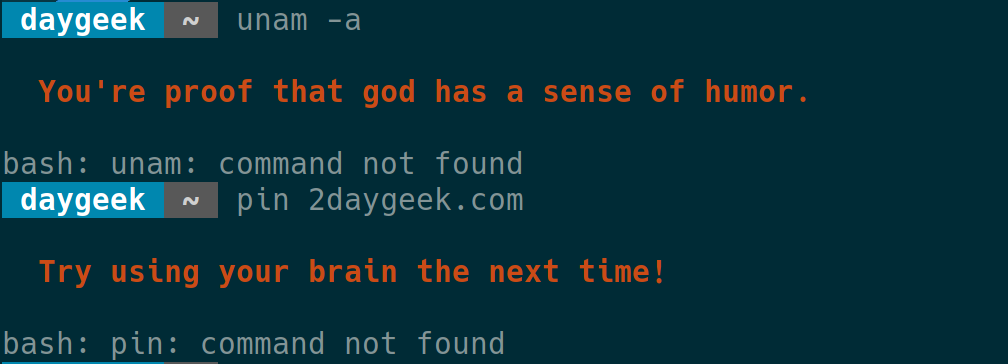 daygeek ~ unam -a
You're proof that god has a sense of humor.
bash: unam: command not found
daygeek ~ pin 2daygeek.com
Try using your brain the next time!
bash: pin: command not found